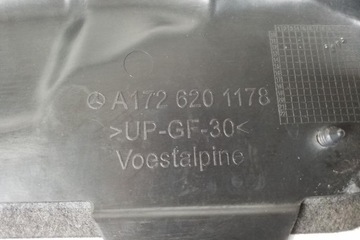 A172 620 1178
>UP-GF-30<
Voestalpine